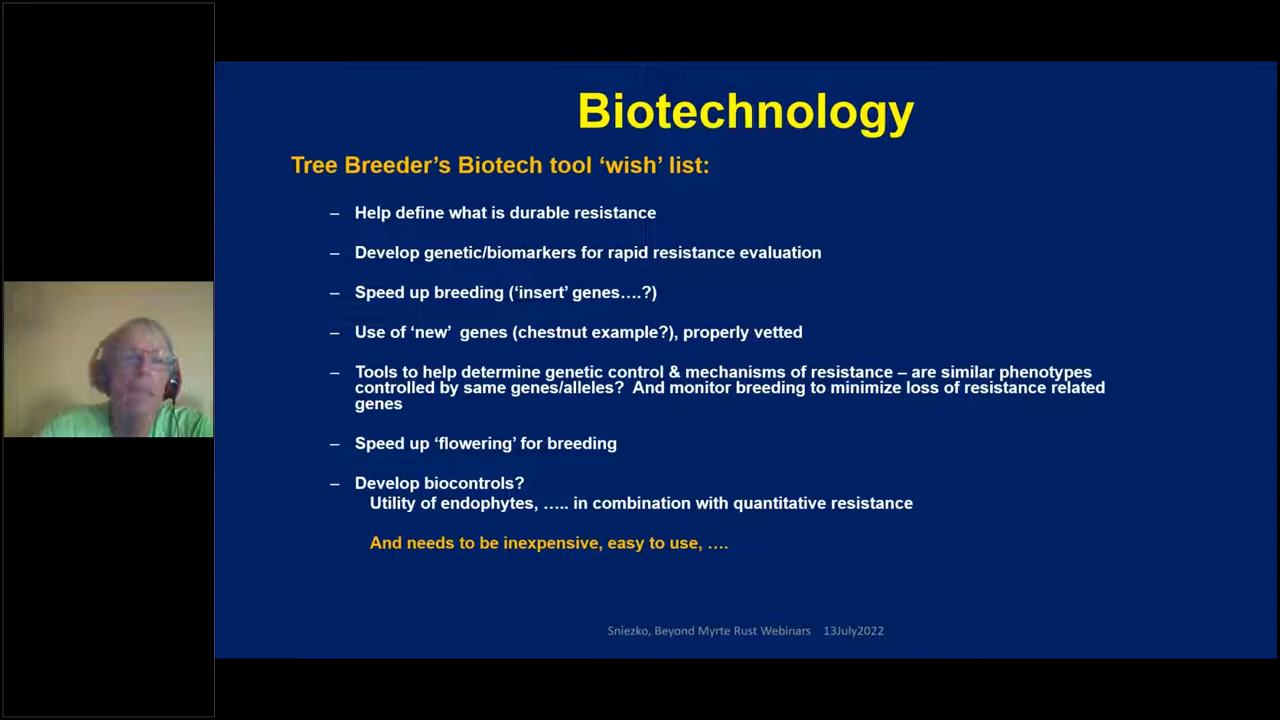 Biotechnology
Tree Breeder’s Biotech tool ‘wish’ list:
– Help define what is durable resistance
– Develop genetic/biomarkers for rapid resistance evaluation
– Speed up breeding (‘insert’ genes….?)
– Use of ‘new’ genes (chestnut example?), properly vetted
– Tools to help determine genetic control & mechanisms of resistance – are similar phenotypes
controlled by same genes/alleles? And monitor breeding to minimize loss of resistance related
genes
– Speed up ‘flowering’ for breeding
– Develop biocontrols?
Utility of endophytes, ….. in combination with quantitative resistance
And needs to be inexpensive, easy to use, ….
Sniezko, Beyond Myrte Rust Webinars 13July2022